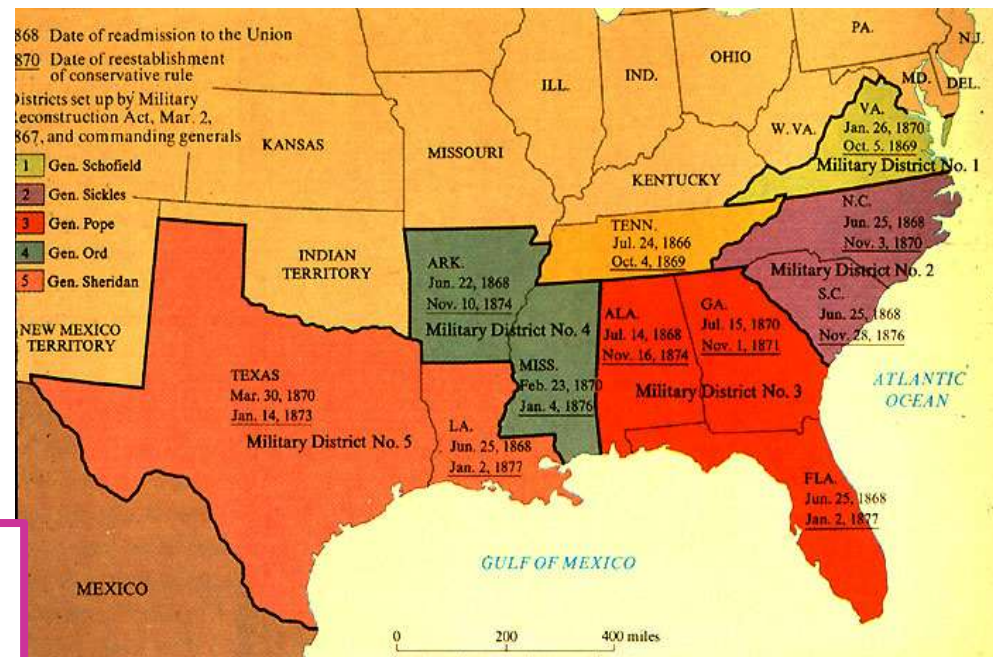 868 Date of readmission to the Union
870 Date of reestablishment
of conservative rule
Districts set up by Military
Reconstruction Act, Mar. 2,
867, and commanding generals
1 Gen. Schofield
2 Gen. Sickles
3 Gen. Pope
4 Gen. Ord
5 Gen. Sheridan
PA.
N.J.
OHIO
IND.
ILL.
MD.
DEL.
W.VA.
VA.
Jan. 26, 1870
Oct. 5. 1869
Military District No. 1
KANSAS
MISSOURI
KENTUCKY
TENN.
Jul. 24, 1866
Oct. 4, 1869
N.C.
Jun. 25, 1868
Nov. 3, 1870
Military District No. 2
S.C.
Jun. 25, 1868
Nov. 28, 1876
INDIAN
TERRITORY
NEW MEXICO
TERRITORY
ARK.
Jun. 22, 1868
Nov. 10, 1874
Military District No. 4
MISS.
Feb. 23, 1870
Jan. 4, 1876
ALA.
Jul. 14, 1868
Nov. 16, 1874
GA.
Jul. 15, 1870
Nov. 1, 1871
Military District No. 3
TEXAS
Mar. 30, 1870
Jan. 14, 1873
Military District No. 5
LA.
Jun. 25, 1868
Jan. 2, 1877
FLA.
Jun. 25, 1868
Jan. 2, 1877
ATLANTIC
OCEAN
GULF OF MEXICO
MEXICO
0 200 400 miles